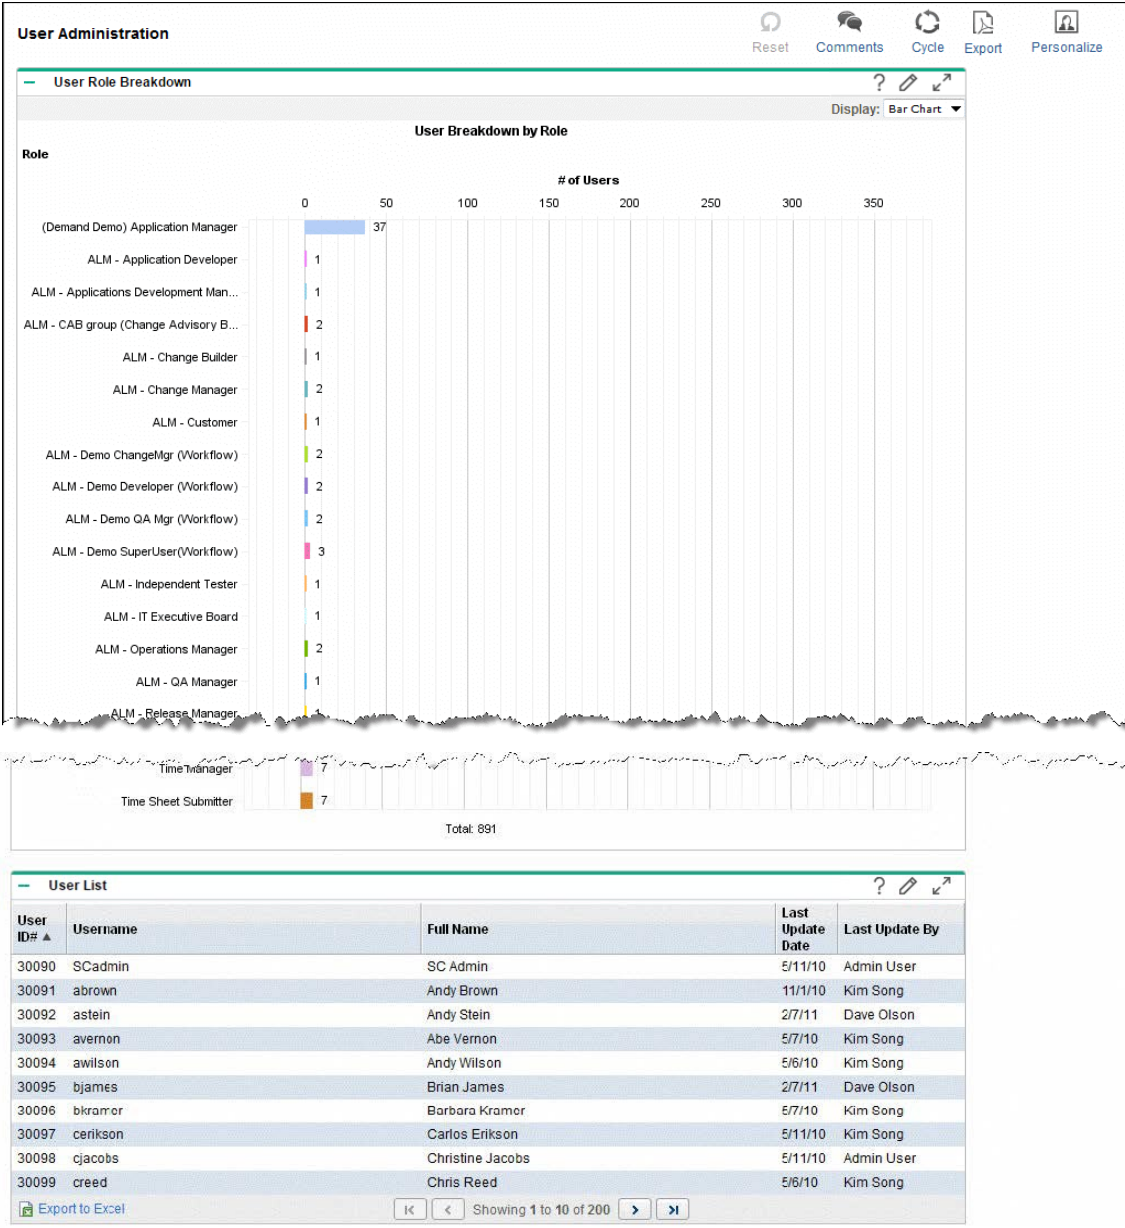 User Administration
Reset Comments Cycle Export Personalize
User Role Breakdown ?
Display: Bar Chart
User Breakdown by Role
Role
# of Users
0 50 100 150 200 250 300 350
(Demand Demo) Application Manager 37
ALM - Application Developer 1
ALM - Applications Development Man... 1
ALM - CAB group (Change Advisory B... 2
ALM - Change Builder 1
ALM - Change Manager 2
ALM - Customer 1
ALM - Demo ChangeMgr (Workflow) 2
ALM - Demo Developer (Workflow) 2
ALM - Demo QA Mgr (Workflow) 2
ALM - Demo SuperUser(Workflow) 3
ALM - Independent Tester 1
ALM - IT Executive Board 1
ALM - Operations Manager 2
ALM - QA Manager 1
ALM - Release Manager 1
Time Manager 7
Time Sheet Submitter 7
Total: 891
User List ?
User ID# Username Full Name Last Update Date Last Update By
30090 SCadmin SC Admin 5/11/10 Admin User
30091 abrown Andy Brown 11/1/10 Kim Song
30092 astein Andy Stein 2/7/11 Dave Olson
30093 avernon Abe Vernon 5/7/10 Kim Song
30094 awilson Andy Wilson 5/6/10 Kim Song
30095 bjames Brian James 2/7/11 Dave Olson
30096 bkramer Barbara Kramer 5/7/10 Kim Song
30097 cerikson Carlos Erikson 5/11/10 Kim Song
30098 cjacobs Christine Jacobs 5/11/10 Admin User
30099 creed Chris Reed 5/6/10 Kim Song
Export to Excel Showing 1 to 10 of 200